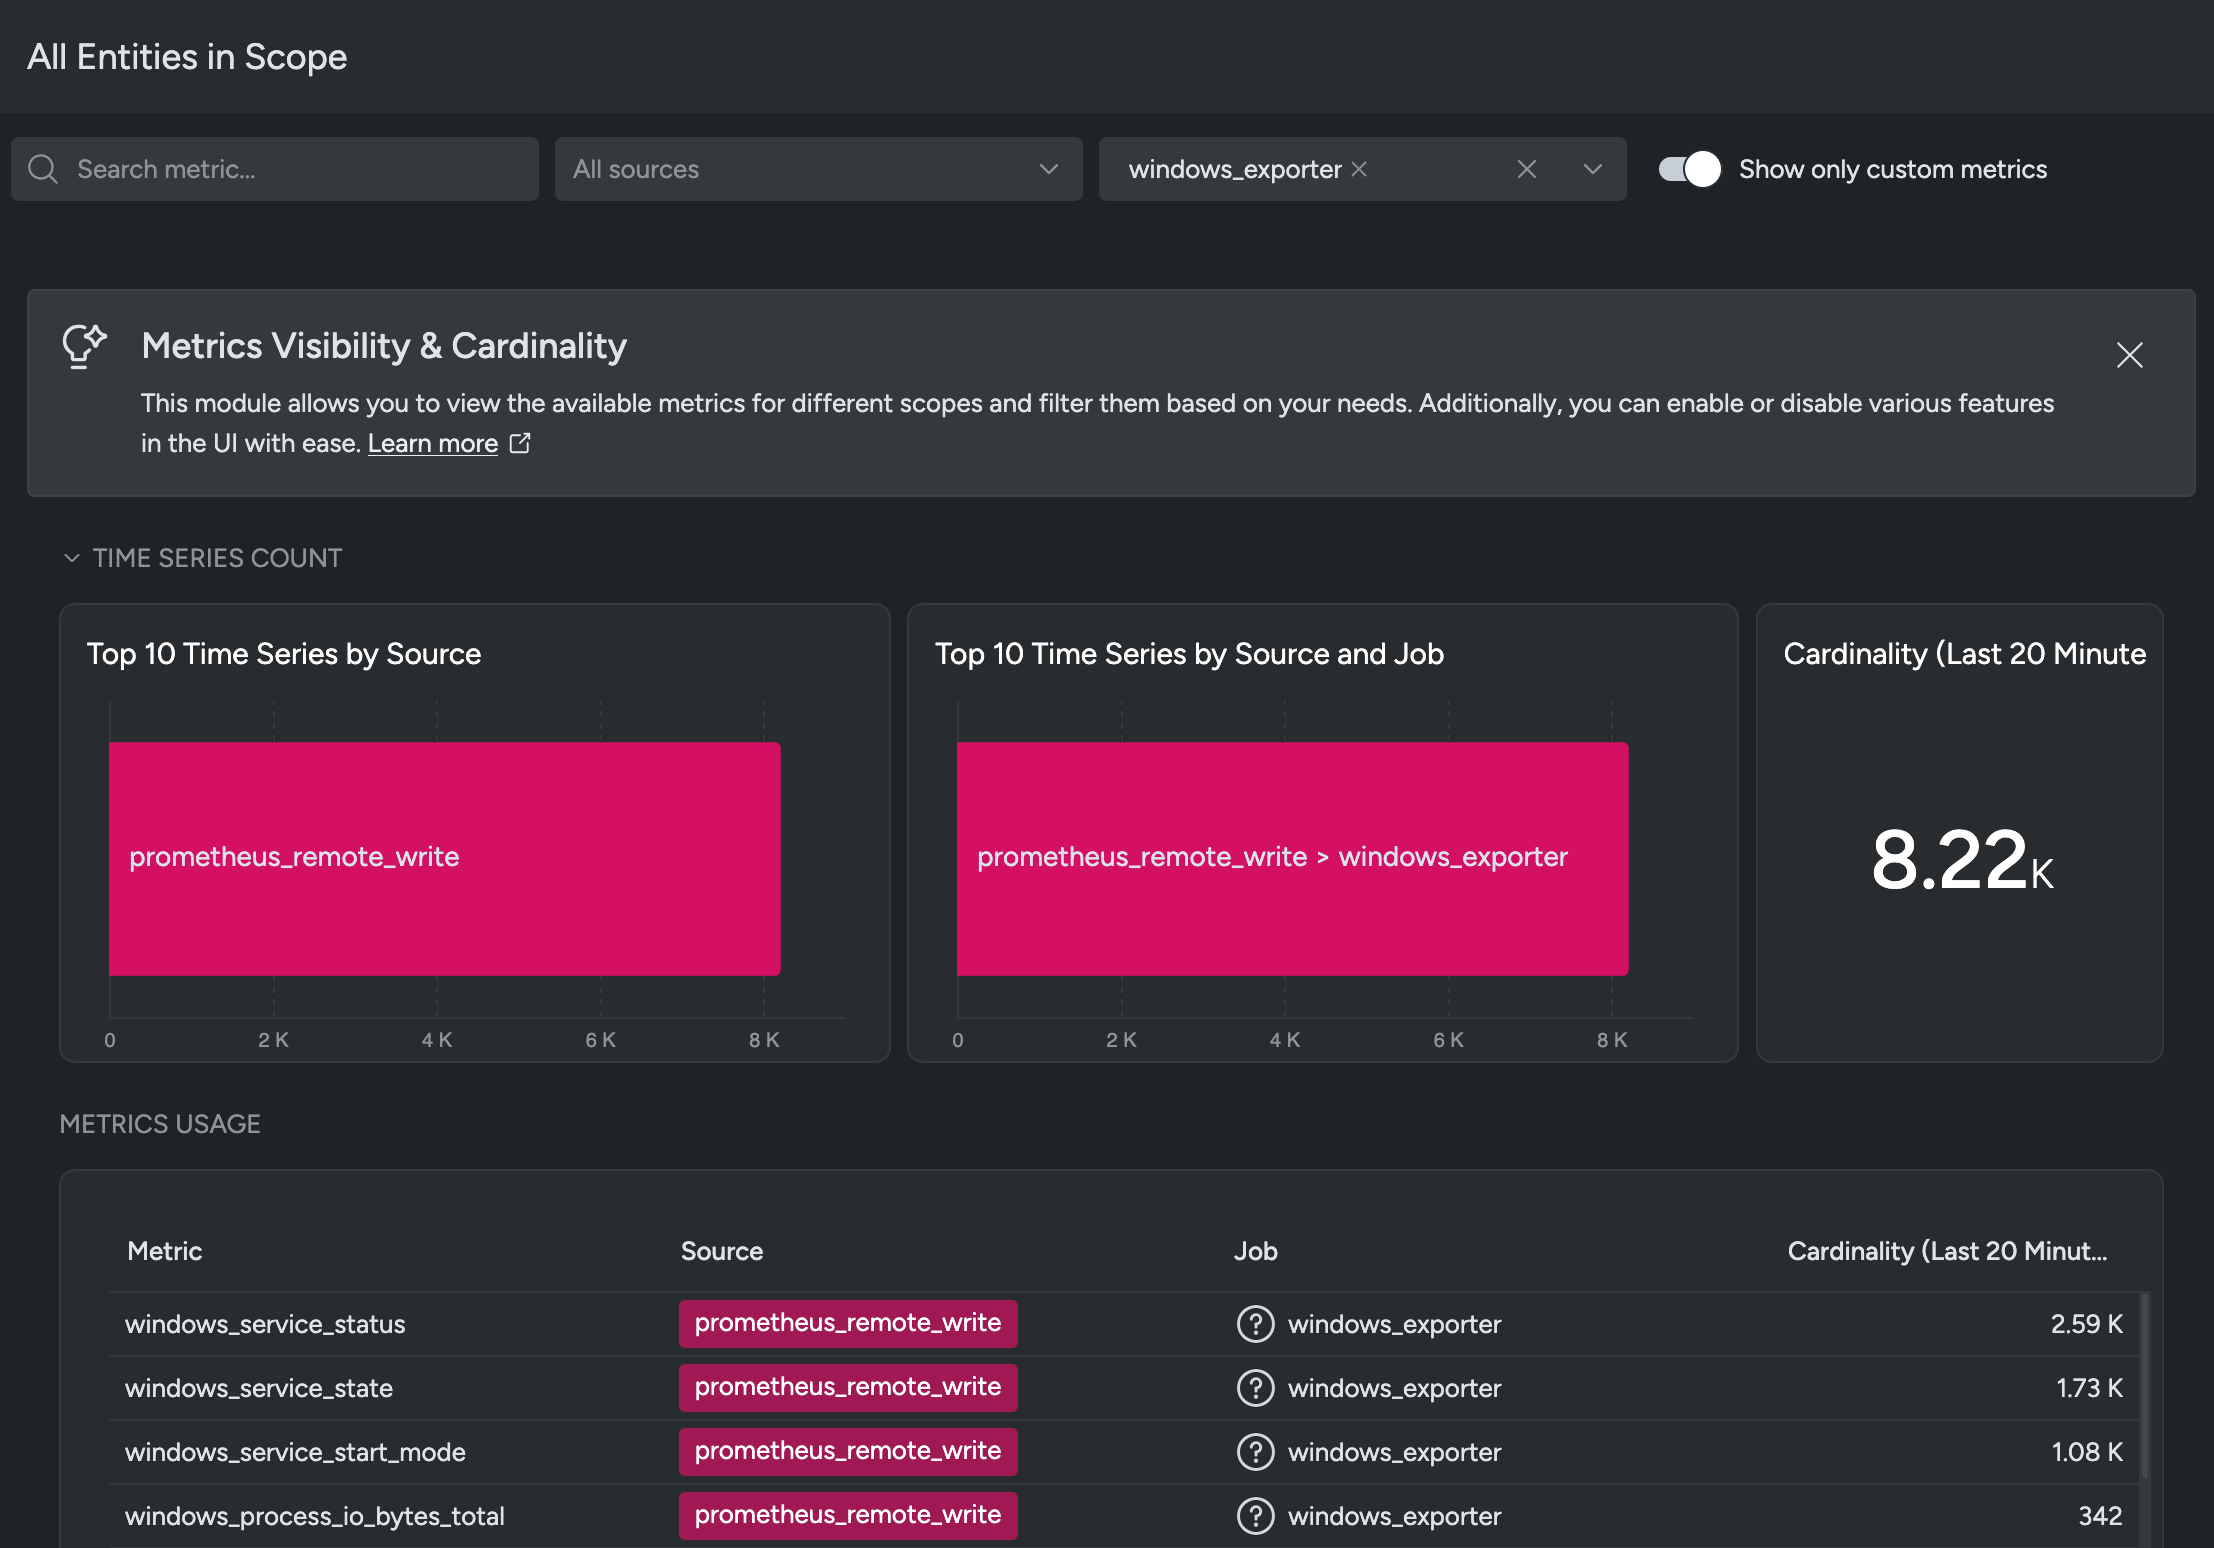 All Entities in Scope
Search metric...
All sources
windows_exporter
Show only custom metrics
Metrics Visibility & Cardinality
This module allows you to view the available metrics for different scopes and filter them based on your needs. Additionally, you can enable or disable various features
in the UI with ease. Learn more
TIME SERIES COUNT
Top 10 Time Series by Source
prometheus_remote_write
0 2 K 4 K 6 K 8 K
Top 10 Time Series by Source and Job
prometheus_remote_write > windows_exporter
0 2 K 4 K 6 K 8 K
Cardinality (Last 20 Minute
8.22K
METRICS USAGE
Metric Source Job Cardinality (Last 20 Minut...
windows_service_status prometheus_remote_write windows_exporter 2.59 K
windows_service_state prometheus_remote_write windows_exporter 1.73 K
windows_service_start_mode prometheus_remote_write windows_exporter 1.08 K
windows_process_io_bytes_total prometheus_remote_write windows_exporter 342